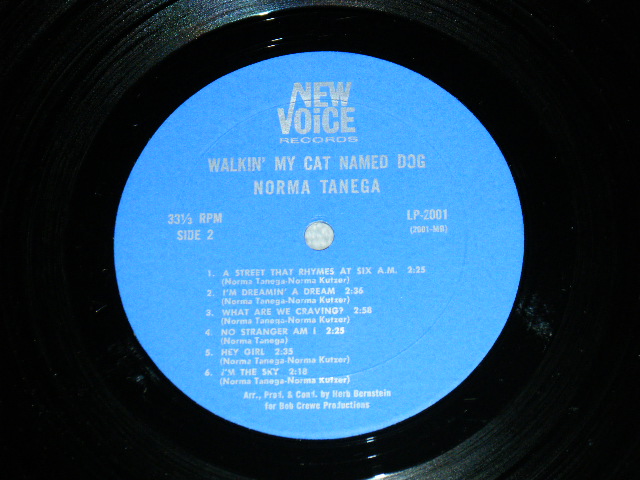 NEW
VOiCE
RECORDS
WALKIN' MY CAT NAMED DOG
NORMA TANEGA
33⅓ RPM
SIDE 2
LP-2001
(2001-MB)
1. A STREET THAT RHYMES AT SIX A.M. 2:25
(Norma Tanega-Norma Kutzer)
2. I'M DREAMIN' A DREAM 2:36
(Norma Tanega-Norma Kutzer)
3. WHAT ARE WE CRAVING? 2:58
(Norma Tanega-Norma Kutzer)
4. NO STRANGER AM I 2:25
(Norma Tanega)
5. HEY GIRL 2:35
(Norma Tanega-Norma Kutzer)
6. I'M THE SKY 2:18
(Norma Tanega-Norma Kutzer)
Arr., Prod. & Cond. by Herb Bernstein
for Bob Crewe Productions